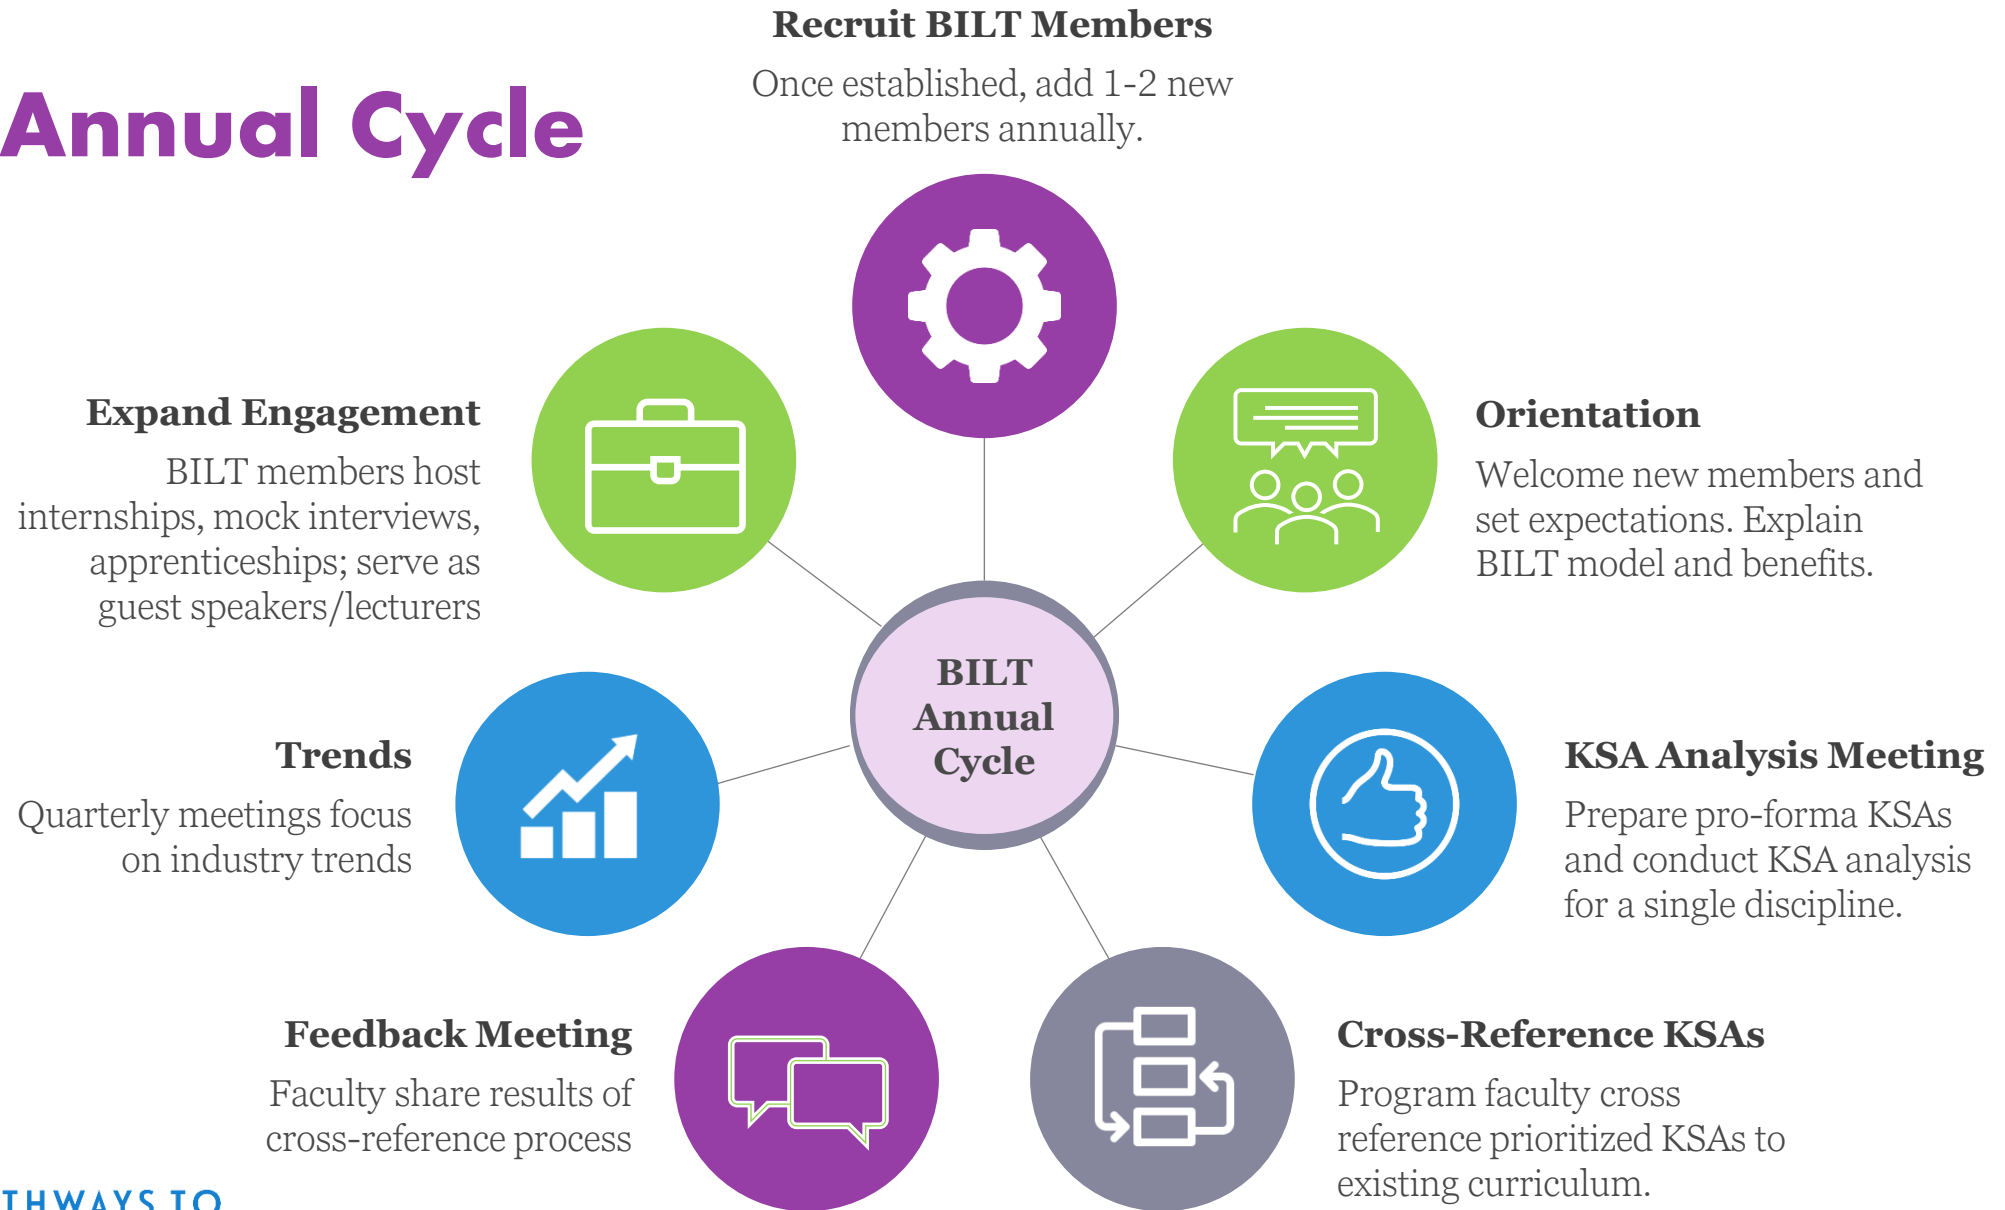 Annual Cycle
Recruit BILT Members
Once established, add 1-2 new
members annually.
Orientation
Welcome new members and
set expectations. Explain
BILT model and benefits.
KSA Analysis Meeting
Prepare pro-forma KSAs
and conduct KSA analysis
for a single discipline.
Cross-Reference KSAs
Program faculty cross
reference prioritized KSAs to
existing curriculum.
Feedback Meeting
Faculty share results of
cross-reference process
Trends
Quarterly meetings focus
on industry trends
Expand Engagement
BILT members host
internships, mock interviews,
apprenticeships; serve as
guest speakers/lecturers
BILT
Annual
Cycle
THWAYS TO